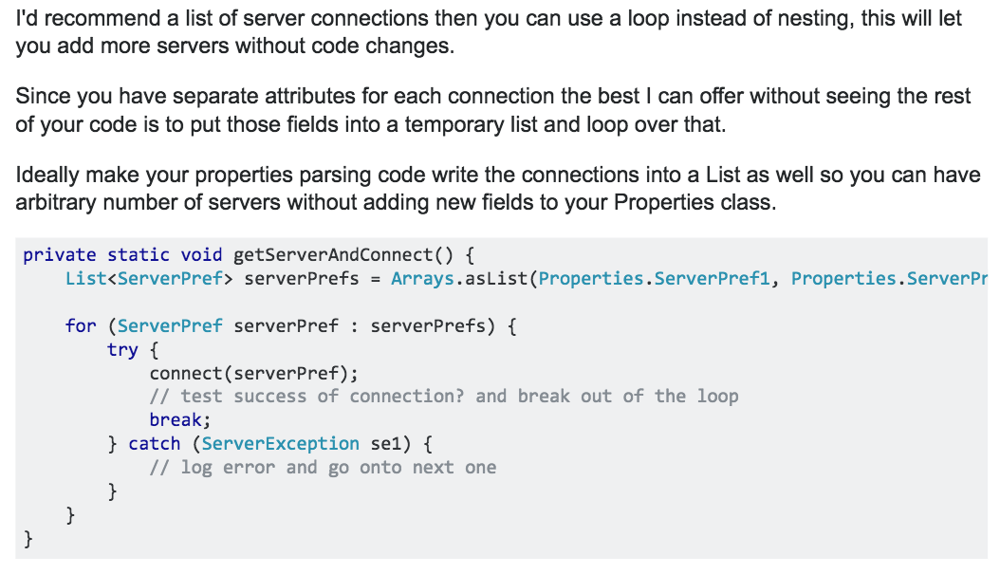 I'd recommend a list of server connections then you can use a loop instead of nesting, this will let
you add more servers without code changes.
Since you have separate attributes for each connection the best I can offer without seeing the rest
of your code is to put those fields into a temporary list and loop over that.
Ideally make your properties parsing code write the connections into a List as well so you can have
arbitrary number of servers without adding new fields to your Properties class.
private static void getServerAndConnect() {
    List<ServerPref> serverPrefs = Arrays.asList(Properties.ServerPref1, Properties.ServerPr
    for (ServerPref serverPref : serverPrefs) {
        try {
            connect(serverPref);
            // test success of connection? and break out of the loop
            break;
        } catch (ServerException se1) {
            // log error and go onto next one
        }
    }
}